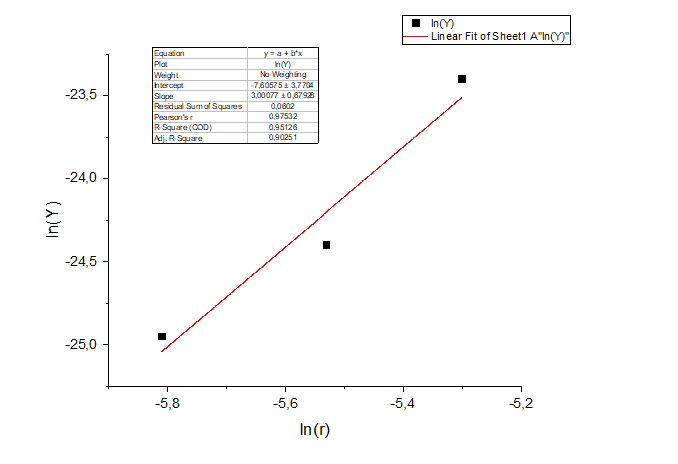 ln(Y)
Linear Fit of Sheet1 A"ln(Y)"
Equation y = a + b*x
Plot ln(Y)
Weight No Weighting
Intercept -7,60575 ± 3,7704
Slope 3,00077 ± 0,67926
Residual Sum of Squares 0,0602
Pearson's r 0,97532
R-Square (COD) 0,95126
Adj. R-Square 0,90251
-23,5
-24,0
-24,5
-25,0
ln(Y)
-5,8 -5,6 -5,4 -5,2
ln(r)